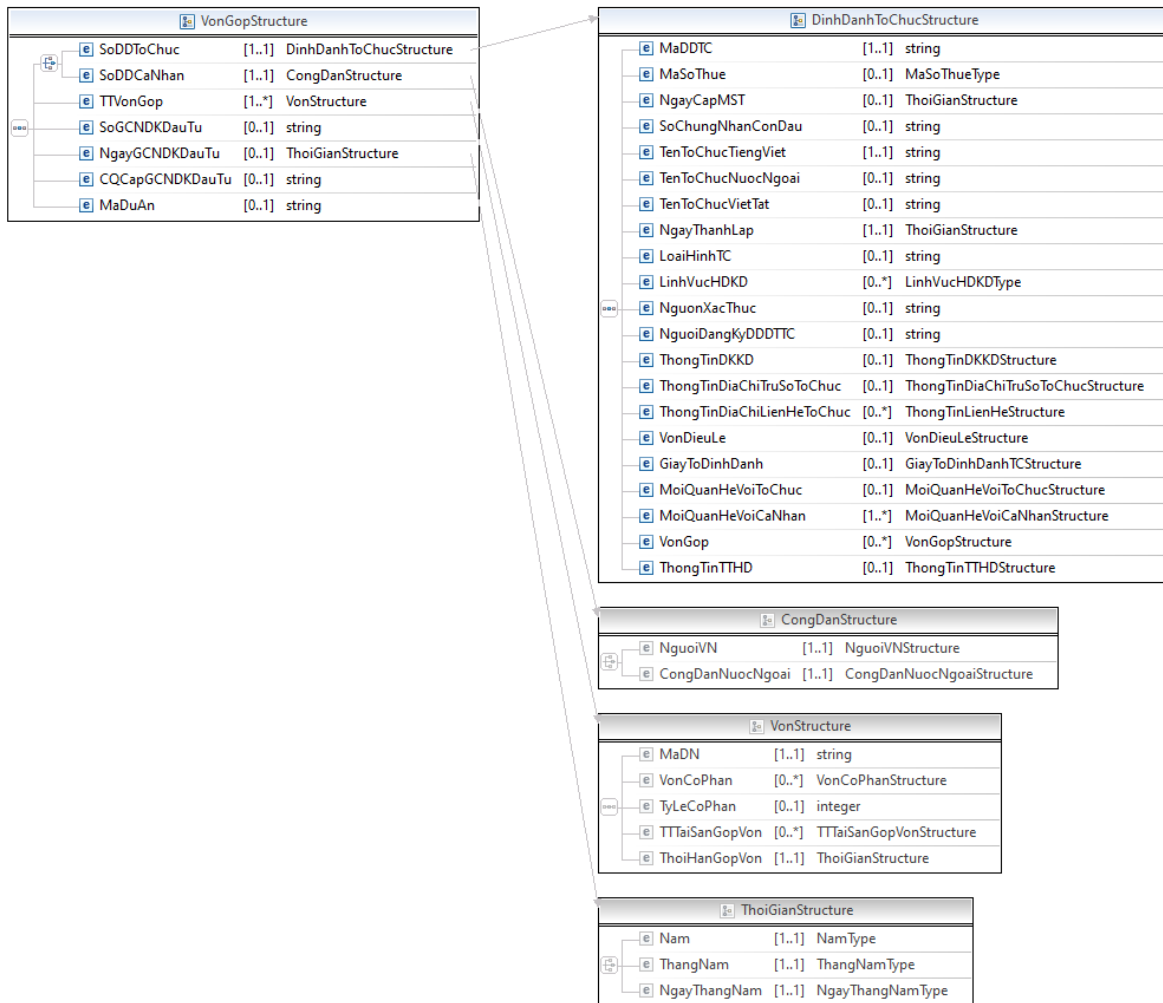 VonGopStructure
e SoDDToChuc [1..1] DinhDanhToChucStructure
e SoDDCaNhan [1..1] CongDanStructure
e TTVonGop [1..*] VonStructure
e SoGCNDKDauTu [0..1] string
e NgayGCNDKDauTu [0..1] ThoiGianStructure
e CQCapGCNDKDauTu [0..1] string
e MaDuAn [0..1] string
DinhDanhToChucStructure
e MaDDTC [1..1] string
e MaSoThue [0..1] MaSoThueType
e NgayCapMST [0..1] ThoiGianStructure
e SoChungNhanConDau [0..1] string
e TenToChucTiengViet [1..1] string
e TenToChucNuocNgoai [0..1] string
e TenToChucVietTat [0..1] string
e NgayThanhLap [1..1] ThoiGianStructure
e LoaiHinhTC [0..1] string
e LinhVucHDKD [0..*] LinhVucHDKDType
e NguonXacThuc [0..1] string
e NguoiDangKyDDDTTC [0..1] string
e ThongTinDKKD [0..1] ThongTinDKKDStructure
e ThongTinDiaChiTruSoToChuc [0..1] ThongTinDiaChiTruSoToChucStructure
e ThongTinDiaChiLienHeToChuc [0..*] ThongTinLienHeStructure
e VonDieuLe [0..1] VonDieuLeStructure
e GiayToDinhDanh [0..1] GiayToDinhDanhTCStructure
e MoiQuanHeVoiToChuc [0..1] MoiQuanHeVoiToChucStructure
e MoiQuanHeVoiCaNhan [1..*] MoiQuanHeVoiCaNhanStructure
e VonGop [0..*] VonGopStructure
e ThongTinTTHD [0..1] ThongTinTTHDStructure
CongDanStructure
e NguoiVN [1..1] NguoiVNStructure
e CongDanNuocNgoai [1..1] CongDanNuocNgoaiStructure
VonStructure
e MaDN [1..1] string
e VonCoPhan [0..*] VonCoPhanStructure
e TyLeCoPhan [0..1] integer
e TTTaiSanGopVon [0..*] TTTaiSanGopVonStructure
e ThoiHanGopVon [1..1] ThoiGianStructure
ThoiGianStructure
e Nam [1..1] NamType
e ThangNam [1..1] ThangNamType
e NgayThangNam [1..1] NgayThangNamType